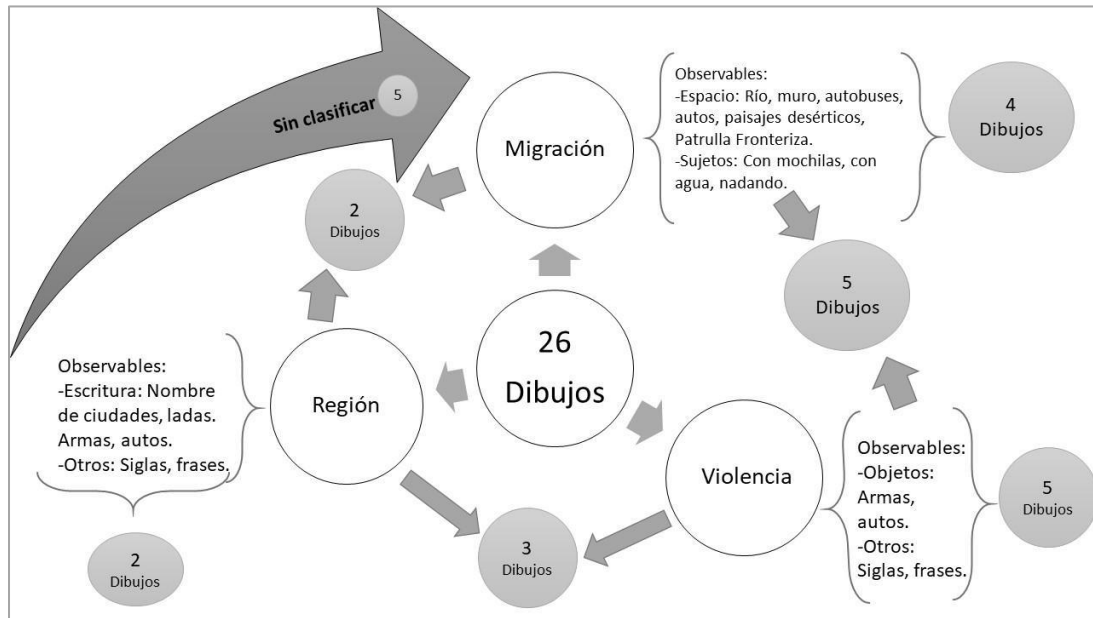 Sin clasificar
5
Migración
Observables:
-Espacio: Río, muro, autobuses,
autos, paisajes desérticos,
Patrulla Fronteriza.
-Sujetos: Con mochilas, con
agua, nadando.
4
Dibujos
2
Dibujos
5
Dibujos
26
Dibujos
Observables:
-Escritura: Nombre
de ciudades, ladas.
Armas, autos.
-Otros: Siglas, frases.
Región
Violencia
Observables:
-Objetos:
Armas,
autos.
-Otros:
Siglas, frases.
5
Dibujos
3
Dibujos
2
Dibujos